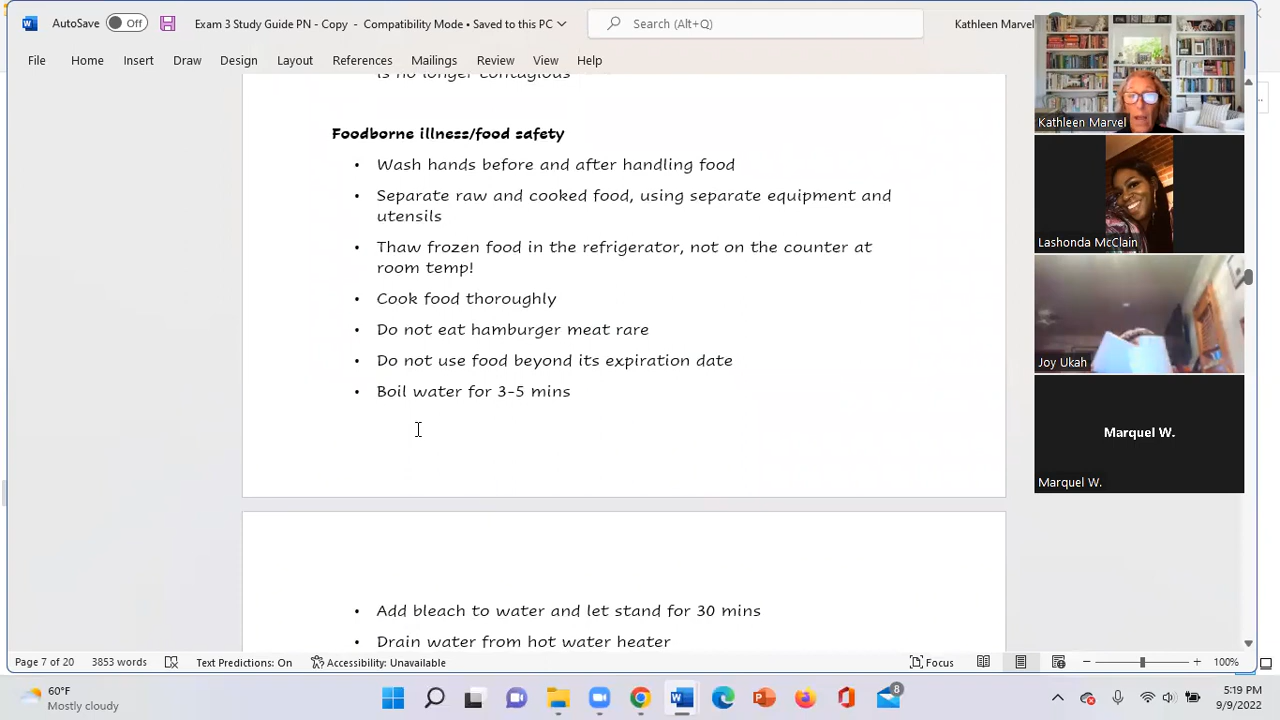 AutoSave Off Exam 3 Study Guide PN - Copy - Compatibility Mode • Saved to this PC Search (Alt+Q) Kathleen Marvel
File Home Insert Draw Design Layout References Mailings Review View Help
is no longer contagious
Foodborne illness/food safety
• Wash hands before and after handling food
• Separate raw and cooked food, using separate equipment and
utensils
• Thaw frozen food in the refrigerator, not on the counter at
room temp!
• Cook food thoroughly
• Do not eat hamburger meat rare
• Do not use food beyond its expiration date
• Boil water for 3-5 mins
• Add bleach to water and let stand for 30 mins
• Drain water from hot water heater
Kathleen Marvel
Lashonda McClain
Joy Ukah
Marquel W.
Marquel W.
Page 7 of 20 3853 words Text Predictions: On Accessibility: Unavailable Focus 100%
60°F
Mostly cloudy
8
5:19 PM
9/9/2022